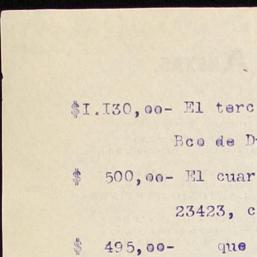 $I.I30,oo- El terc
Bco de D
$ 500,oo- El cuar
23423, c
$ 495,oo- que